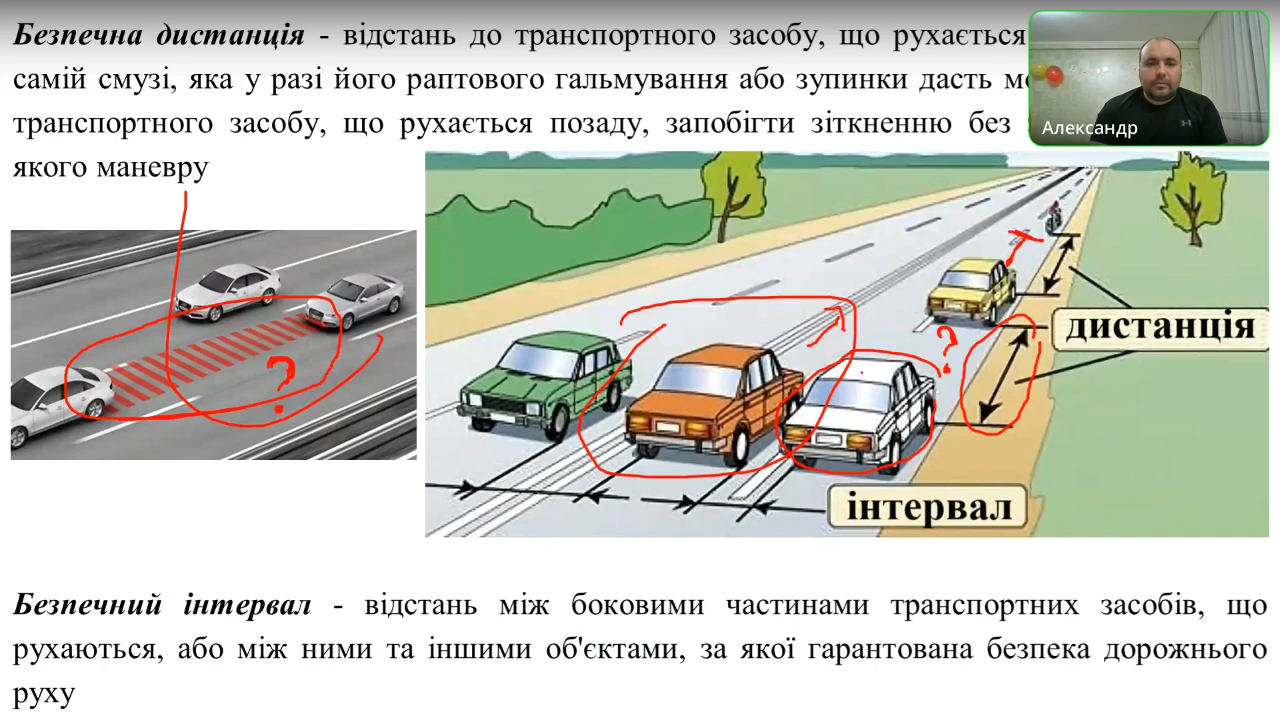 Безпечна дистанція - відстань до транспортного засобу, що рухається
самій смузі, яка у разі його раптового гальмування або зупинки дасть
транспортного засобу, що рухається позаду, запобігти зіткненню без
якого маневру
Александр
?
?
дистанція
інтервал
Безпечний інтервал - відстань між боковими частинами транспортних засобів, що
рухаються, або між ними та іншими об'єктами, за якої гарантована безпека дорожнього
руху